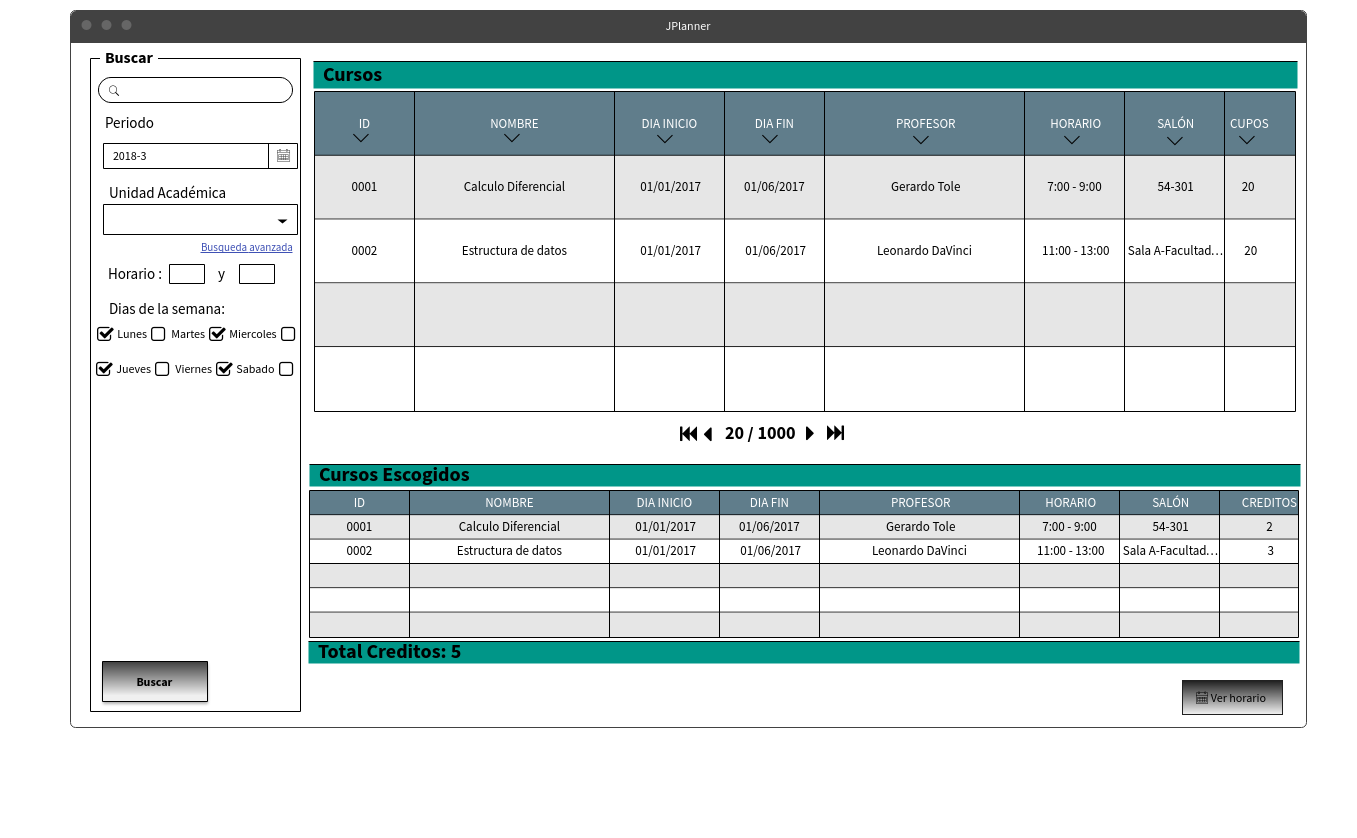 JPlanner
Buscar
Periodo
2018-3
Unidad Académica
Busqueda avanzada
Horario : y
Dias de la semana:
Lunes Martes Miercoles
Jueves Viernes Sabado
Buscar
Cursos
ID NOMBRE DIA INICIO DIA FIN PROFESOR HORARIO SALÓN CUPOS
0001 Calculo Diferencial 01/01/2017 01/06/2017 Gerardo Tole 7:00 - 9:00 54-301 20
0002 Estructura de datos 01/01/2017 01/06/2017 Leonardo DaVinci 11:00 - 13:00 Sala A-Facultad... 20
20 / 1000
Cursos Escogidos
ID NOMBRE DIA INICIO DIA FIN PROFESOR HORARIO SALÓN CREDITOS
0001 Calculo Diferencial 01/01/2017 01/06/2017 Gerardo Tole 7:00 - 9:00 54-301 2
0002 Estructura de datos 01/01/2017 01/06/2017 Leonardo DaVinci 11:00 - 13:00 Sala A-Facultad... 3
Total Creditos: 5
Ver horario